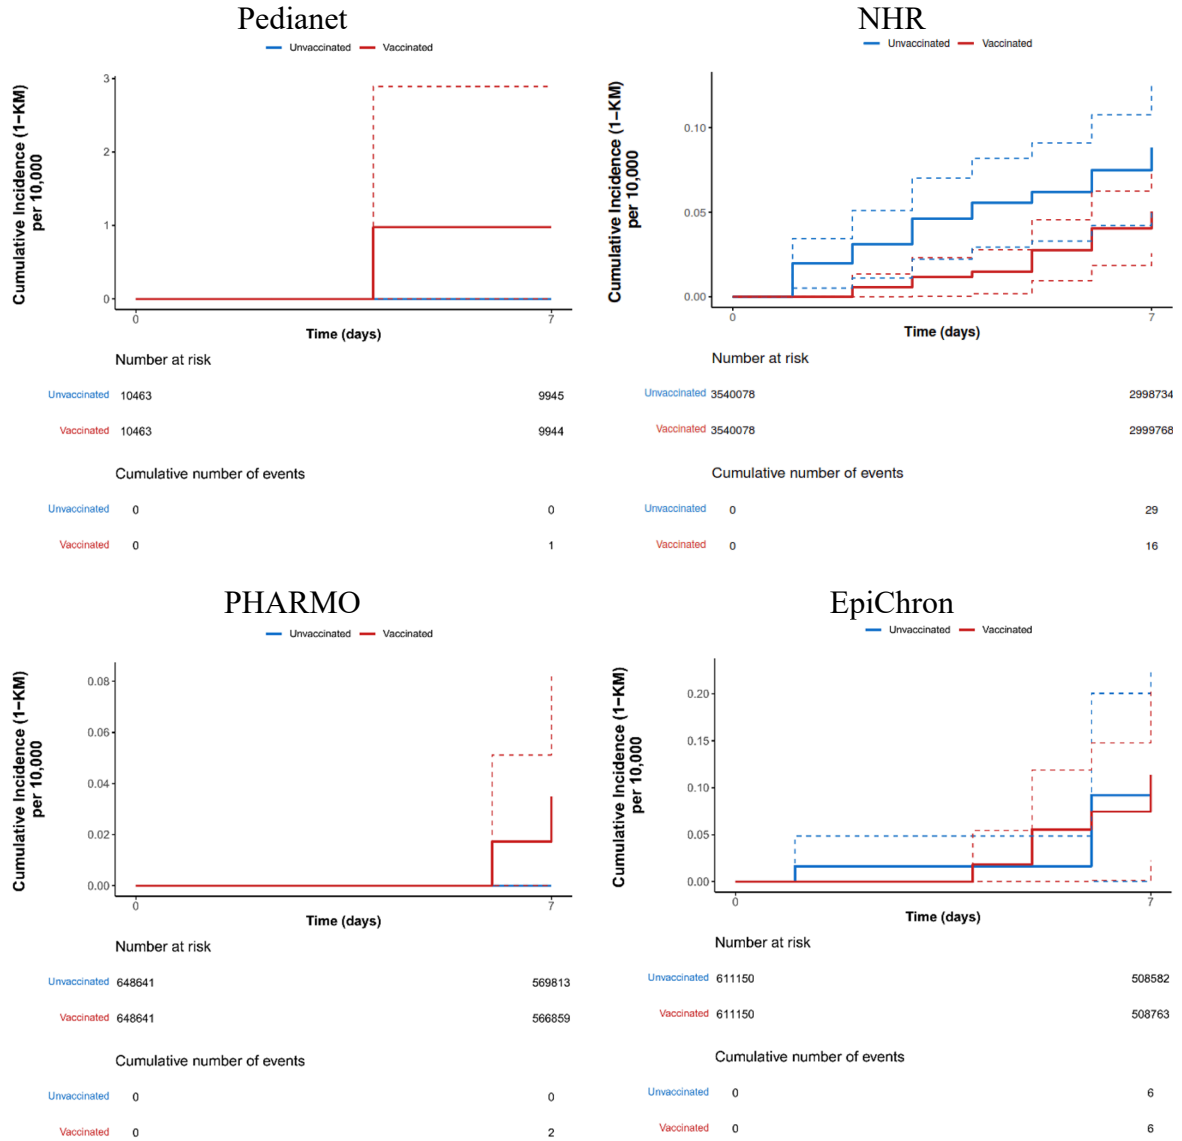 Pedianet
Unvaccinated Vaccinated
Cumulative Incidence (1−KM)
per 10,000
3
2
1
0
0 7
Time (days)
Number at risk
Unvaccinated 10463 9945
Vaccinated 10463 9944
Cumulative number of events
Unvaccinated 0 0
Vaccinated 0 1
NHR
Unvaccinated Vaccinated
Cumulative Incidence (1−KM)
per 10,000
0.10
0.05
0.00
0 7
Time (days)
Number at risk
Unvaccinated 3540078 2998734
Vaccinated 3540078 2999768
Cumulative number of events
Unvaccinated 0 29
Vaccinated 0 16
PHARMO
Unvaccinated Vaccinated
Cumulative Incidence (1−KM)
per 10,000
0.08
0.06
0.04
0.02
0.00
0 7
Time (days)
Number at risk
Unvaccinated 648641 569813
Vaccinated 648641 566859
Cumulative number of events
Unvaccinated 0 0
Vaccinated 0 2
EpiChron
Unvaccinated Vaccinated
Cumulative Incidence (1−KM)
per 10,000
0.20
0.15
0.10
0.05
0.00
0 7
Time (days)
Number at risk
Unvaccinated 611150 508582
Vaccinated 611150 508763
Cumulative number of events
Unvaccinated 0 6
Vaccinated 0 6